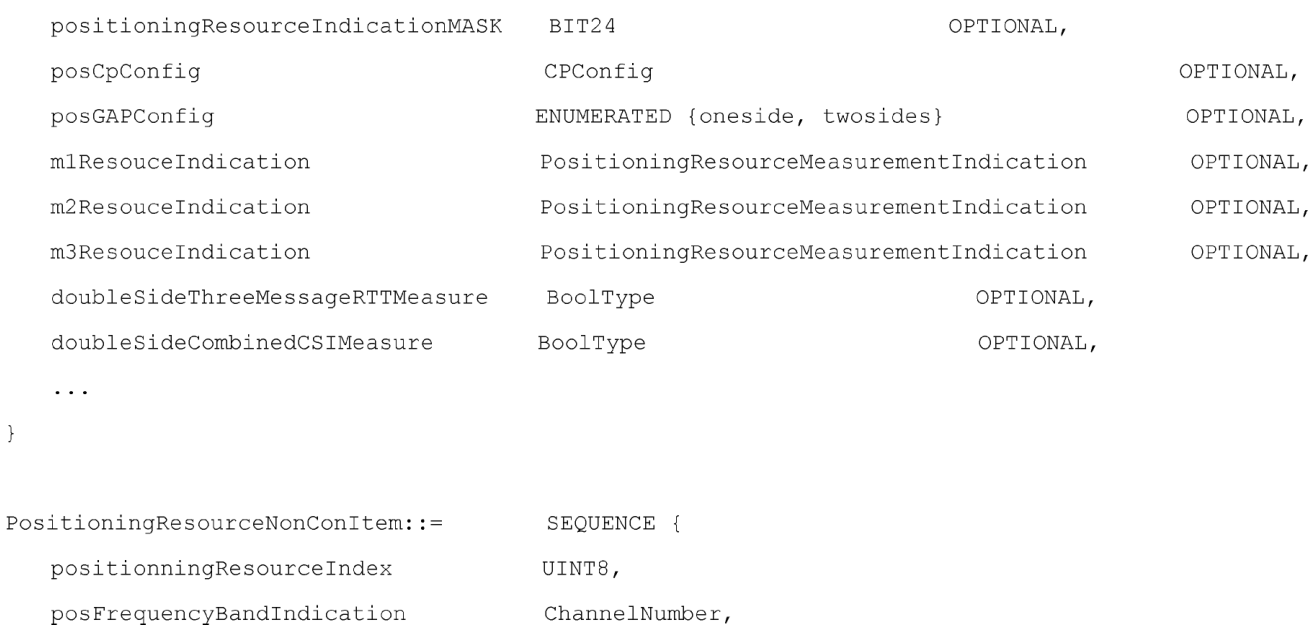 positioningResourceIndicationMASK BIT24 OPTIONAL,
posCpConfig CPConfig OPTIONAL,
posGAPConfig ENUMERATED {oneside, twosides} OPTIONAL,
m1ResouceIndication PositioningResourceMeasurementIndication OPTIONAL,
m2ResouceIndication PositioningResourceMeasurementIndication OPTIONAL,
m3ResouceIndication PositioningResourceMeasurementIndication OPTIONAL,
doubleSideThreeMessageRTTMeasure BoolType OPTIONAL,
doubleSideCombinedCSIMeasure BoolType OPTIONAL,
...
}
PositioningResourceNonConItem::= SEQUENCE {
positionningResourceIndex UINT8,
posFrequencyBandIndication ChannelNumber,